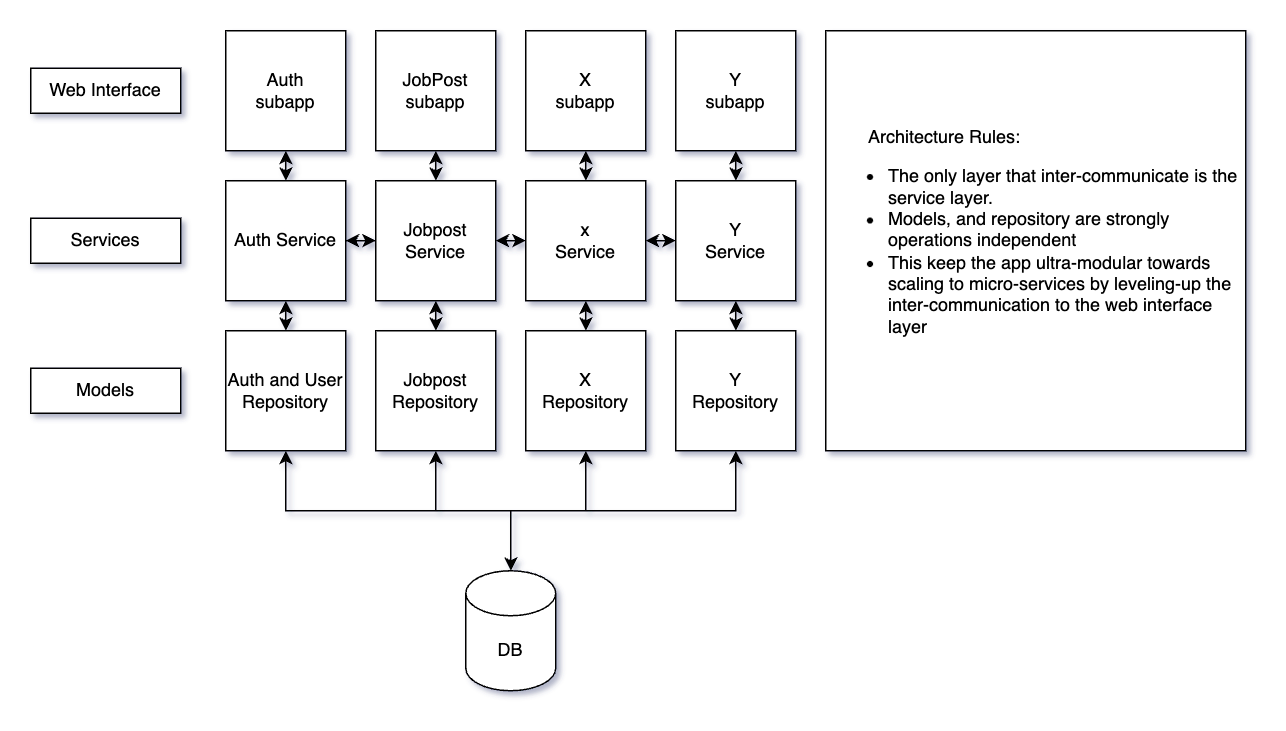 Web Interface
Auth
subapp
JobPost
subapp
X
subapp
Y
subapp
Services
Auth Service
Jobpost
Service
x
Service
Y
Service
Models
Auth and User
Repository
Jobpost
Repository
X
Repository
Y
Repository
DB
Architecture Rules:
• The only layer that inter-communicate is the
service layer.
• Models, and repository are strongly
operations independent
• This keep the app ultra-modular towards
scaling to micro-services by leveling-up the
inter-communication to the web interface
layer